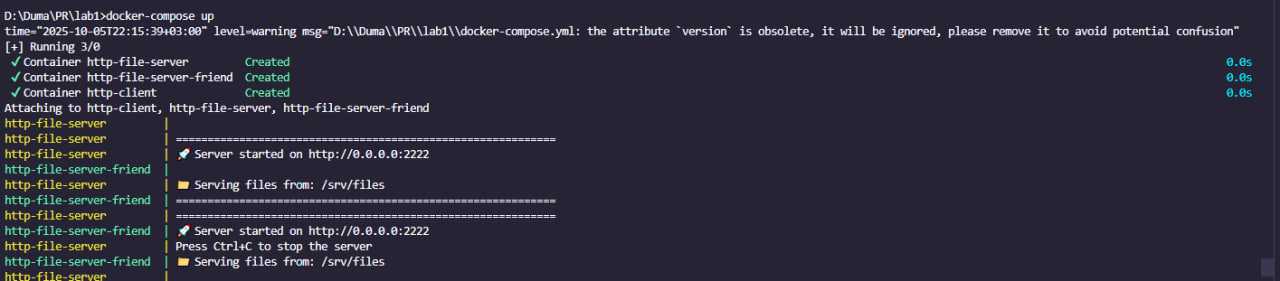 D:\Duma\PR\lab1>docker-compose up
time="2025-10-05T22:15:39+03:00" level=warning msg="D:\\Duma\\PR\\lab1\\docker-compose.yml: the attribute `version` is obsolete, it will be ignored, please remove it to avoid potential confusion"
[+] Running 3/0
✓ Container http-file-server Created 0.0s
✓ Container http-file-server-friend Created 0.0s
✓ Container http-client Created 0.0s
Attaching to http-client, http-file-server, http-file-server-friend
http-file-server |
http-file-server | ============================================================
http-file-server | 🚀 Server started on http://0.0.0.0:2222
http-file-server-friend |
http-file-server | 📁 Serving files from: /srv/files
http-file-server-friend | ============================================================
http-file-server | ============================================================
http-file-server-friend | 🚀 Server started on http://0.0.0.0:2222
http-file-server | Press Ctrl+C to stop the server
http-file-server-friend | 📁 Serving files from: /srv/files
http-file-server |